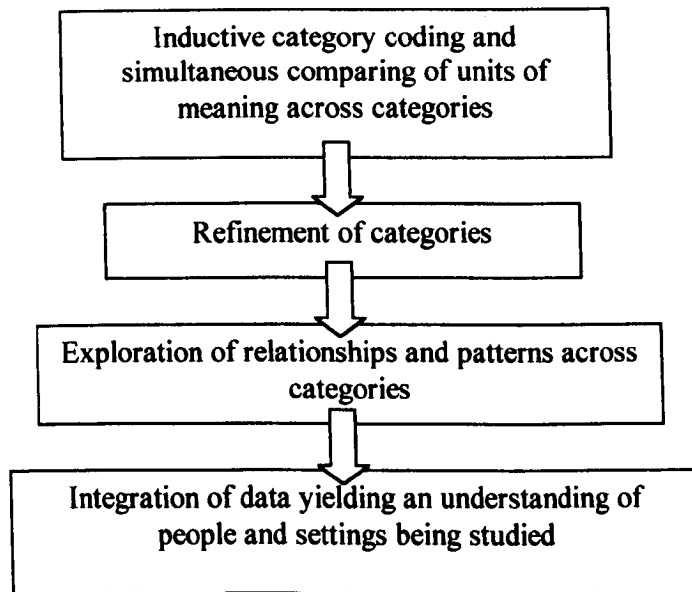 Inductive category coding and
simultaneous comparing of units of
meaning across categories
Refinement of categories
Exploration of relationships and patterns across
categories
Integration of data yielding an understanding of
people and settings being studied